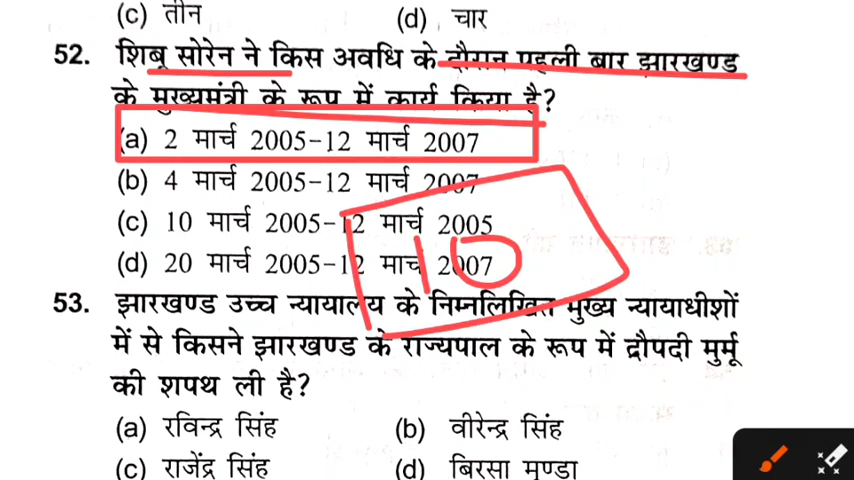 (c) तीन (d) चार
52. शिबू सोरेन ने किस अवधि के दौरान पहली बार झारखण्ड
के मुख्यमंत्री के रूप में कार्य किया है?
(a) 2 मार्च 2005-12 मार्च 2007
(b) 4 मार्च 2005-12 मार्च 2007
(c) 10 मार्च 2005-12 मार्च 2005
(d) 20 मार्च 2005-12 मार्च 2007
10
53. झारखण्ड उच्च न्यायालय के निम्नलिखित मुख्य न्यायाधीशों
में से किसने झारखण्ड के राज्यपाल के रूप में द्रौपदी मुर्मू
की शपथ ली है?
(a) रविन्द्र सिंह (b) वीरेन्द्र सिंह
(c) राजेंद्र सिंह (d) बिरसा मुण्डा